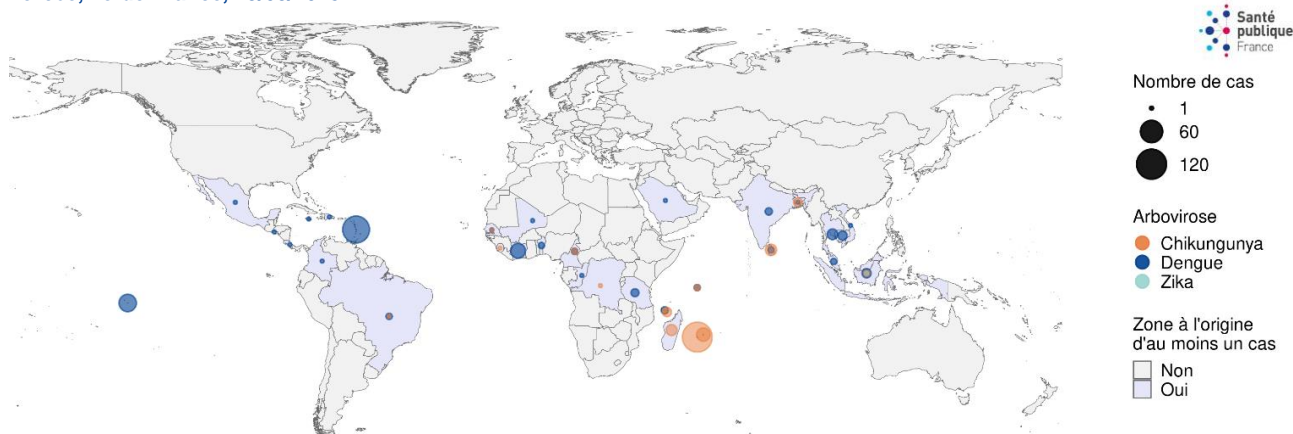 Santé
publique
France
Nombre de cas
1
60
120
Arbovirose
Chikungunya
Dengue
Zika
Zone à l'origine
d'au moins un cas
Non
Oui